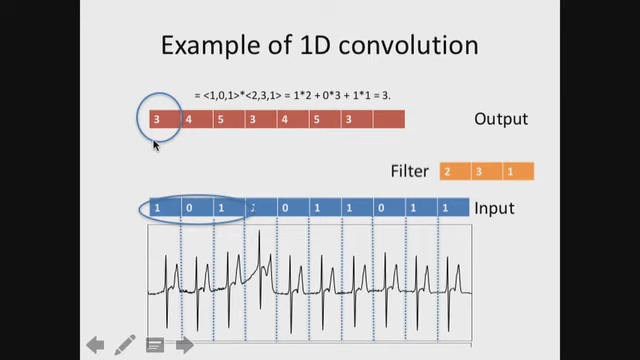 Example of 1D convolution
= <1,0,1>*<2,3,1> = 1*2 + 0*3 + 1*1 = 3.
3 4 5 3 4 5 3 Output
Filter 2 3 1
1 0 1 0 1 1 0 1 1 Input